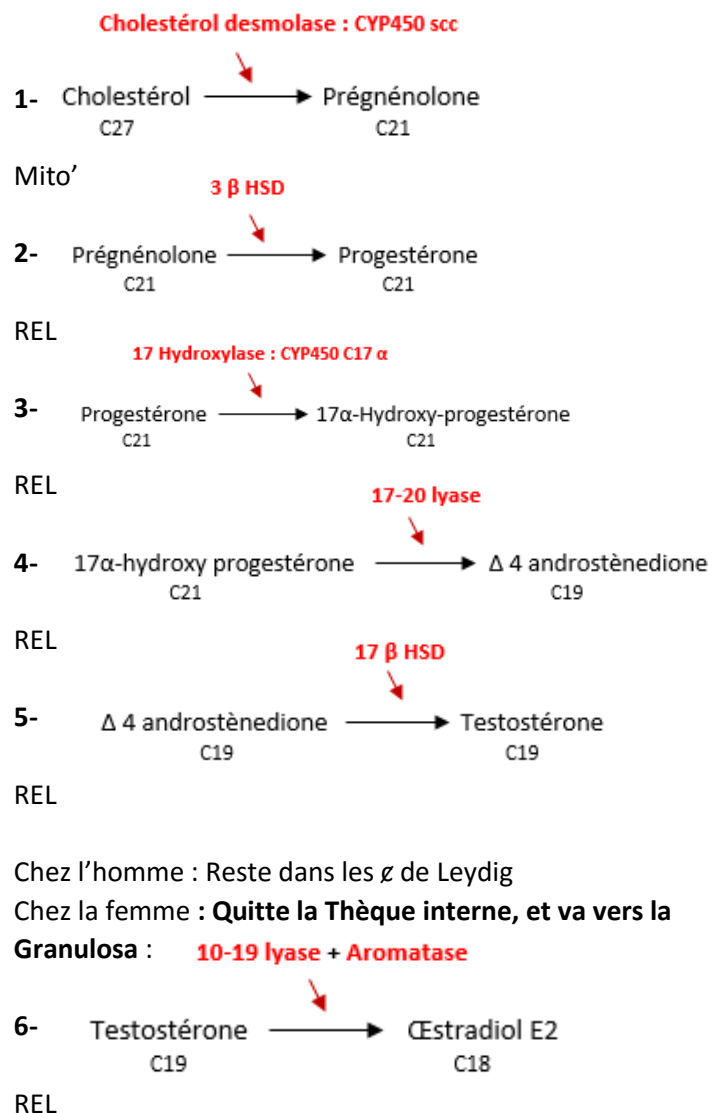 Cholestérol desmolase : CYP450 scc
1- Cholestérol Prégnénolone
C27 C21
Mito’
3 β HSD
2- Prégnénolone Progestérone
C21 C21
REL
17 Hydroxylase : CYP450 C17 α
3- Progestérone 17α-Hydroxy-progestérone
C21 C21
REL
17-20 lyase
4- 17α-hydroxy progestérone Δ 4 androstènedione
C21 C19
REL
17 β HSD
5- Δ 4 androstènedione Testostérone
C19 C19
REL
Chez l’homme : Reste dans les ȼ de Leydig
Chez la femme : Quitte la Thèque interne, et va vers la
Granulosa : 10-19 lyase + Aromatase
6- Testostérone Œstradiol E2
C19 C18
REL